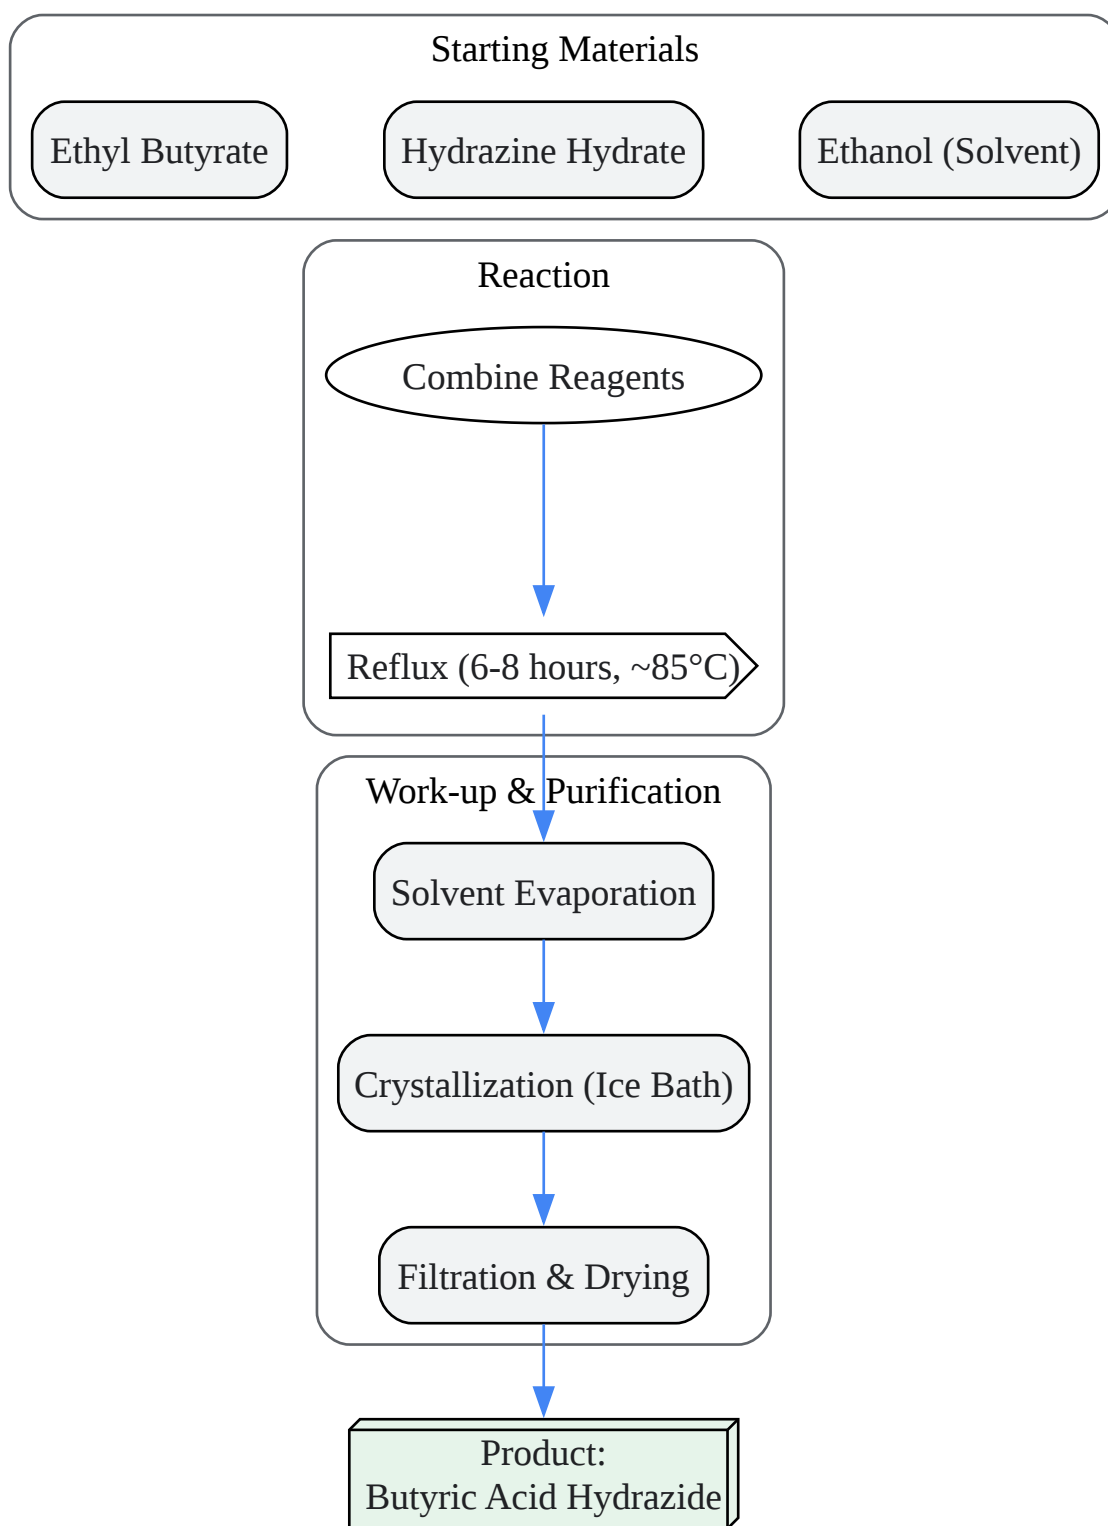 Starting Materials
Ethyl Butyrate
Hydrazine Hydrate
Ethanol (Solvent)
Reaction
Combine Reagents
Reflux (6-8 hours, ~85°C)
Work-up & Purification
Solvent Evaporation
Crystallization (Ice Bath)
Filtration & Drying
Product:
Butyric Acid Hydrazide